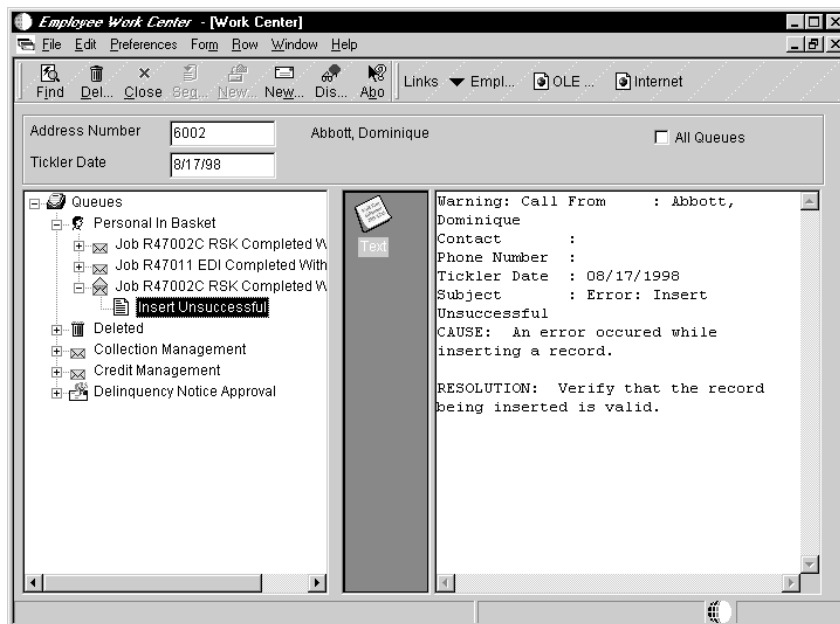 Employee Work Center - [Work Center]
File Edit Preferences Form Row Window Help
Find Del... Close Seq... New... New... Dis... Abo Links Empl... OLE ... Internet
Address Number 6002 Abbott, Dominique All Queues
Tickler Date 8/17/98
Queues
Personal In Basket
Job R47002C RSK Completed W
Job R47011 EDI Completed With
Job R47002C RSK Completed W
Insert Unsuccessful
Deleted
Collection Management
Credit Management
Delinquency Notice Approval
Text
Warning: Call From : Abbott,
Dominique
Contact :
Phone Number :
Tickler Date : 08/17/1998
Subject : Error: Insert
Unsuccessful
CAUSE: An error occured while
inserting a record.
RESOLUTION: Verify that the record
being inserted is valid.